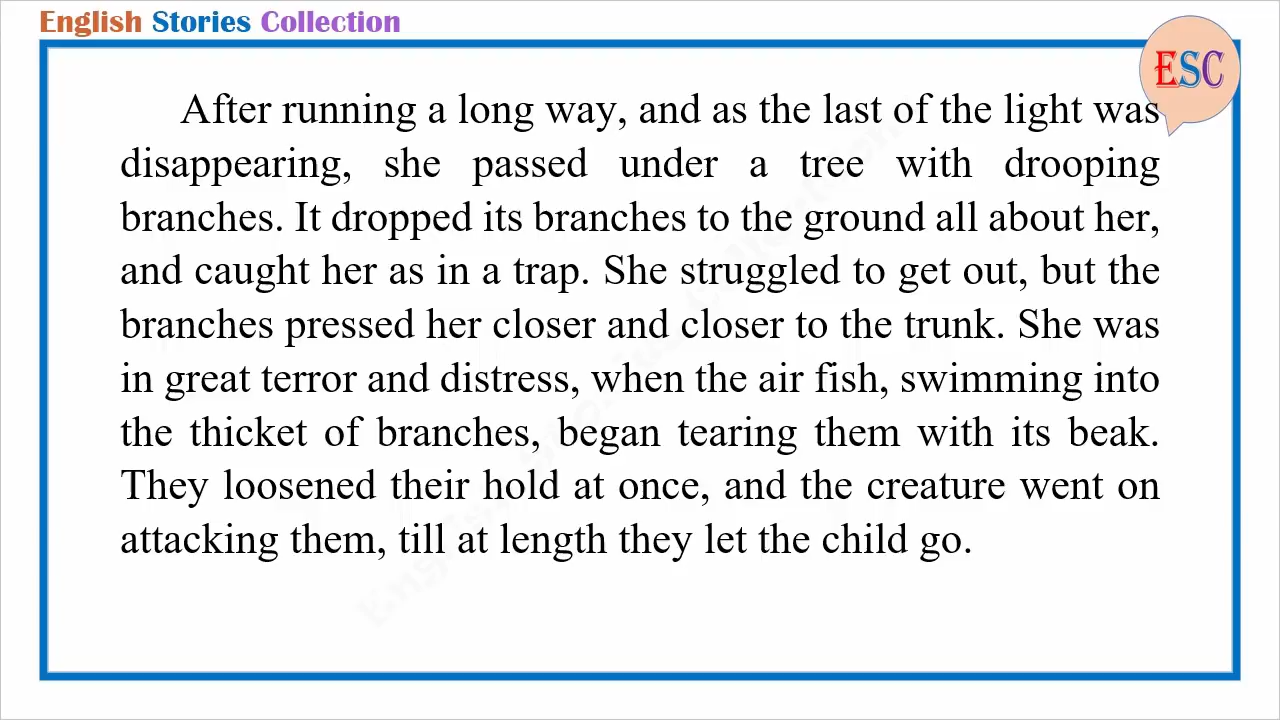 English Stories Collection
ESC
After running a long way, and as the last of the light was
disappearing, she passed under a tree with drooping
branches. It dropped its branches to the ground all about her,
and caught her as in a trap. She struggled to get out, but the
branches pressed her closer and closer to the trunk. She was
in great terror and distress, when the air fish, swimming into
the thicket of branches, began tearing them with its beak.
They loosened their hold at once, and the creature went on
attacking them, till at length they let the child go.